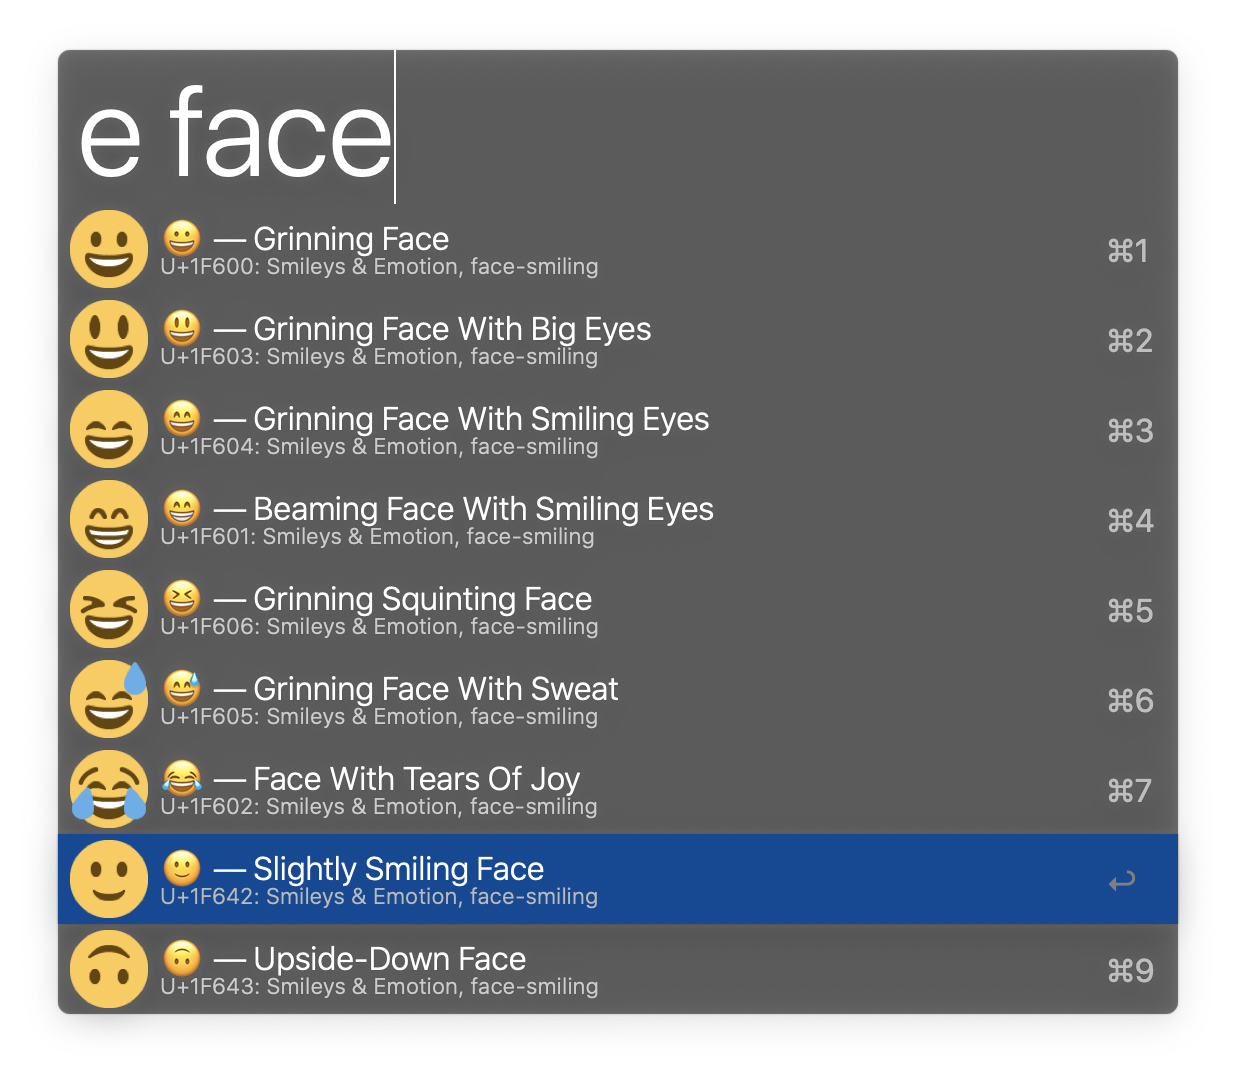 e face
😀 — Grinning Face
U+1F600: Smileys & Emotion, face-smiling
⌘1
😃 — Grinning Face With Big Eyes
U+1F603: Smileys & Emotion, face-smiling
⌘2
😄 — Grinning Face With Smiling Eyes
U+1F604: Smileys & Emotion, face-smiling
⌘3
😁 — Beaming Face With Smiling Eyes
U+1F601: Smileys & Emotion, face-smiling
⌘4
😆 — Grinning Squinting Face
U+1F606: Smileys & Emotion, face-smiling
⌘5
😅 — Grinning Face With Sweat
U+1F605: Smileys & Emotion, face-smiling
⌘6
😂 — Face With Tears Of Joy
U+1F602: Smileys & Emotion, face-smiling
⌘7
🙂 — Slightly Smiling Face
U+1F642: Smileys & Emotion, face-smiling
↩
🙃 — Upside-Down Face
U+1F643: Smileys & Emotion, face-smiling
⌘9